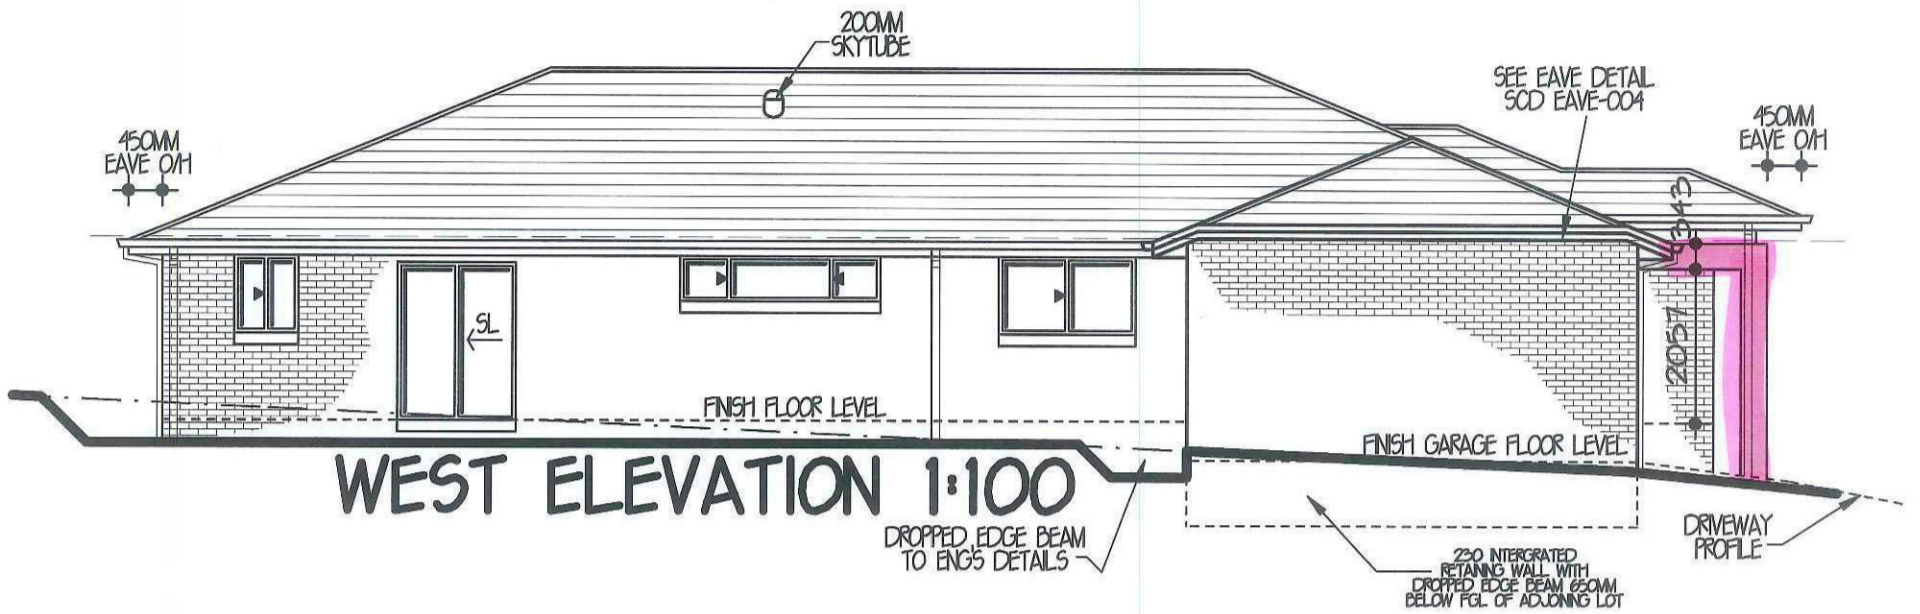 200MM
SKYTUBE
SEE EAVE DETAIL
SCD EAVE-004
450MM
EAVE O/H
450MM
EAVE O/H
343
2057
SL
FINISH FLOOR LEVEL
FINISH GARAGE FLOOR LEVEL
WEST ELEVATION 1:100
DROPPED EDGE BEAM
TO ENG'S DETAILS
DRIVEWAY
PROFILE
230 INTERGRATED
RETAINING WALL WITH
DROPPED EDGE BEAM 650MM
BELOW FGL OF ADJOINING LOT